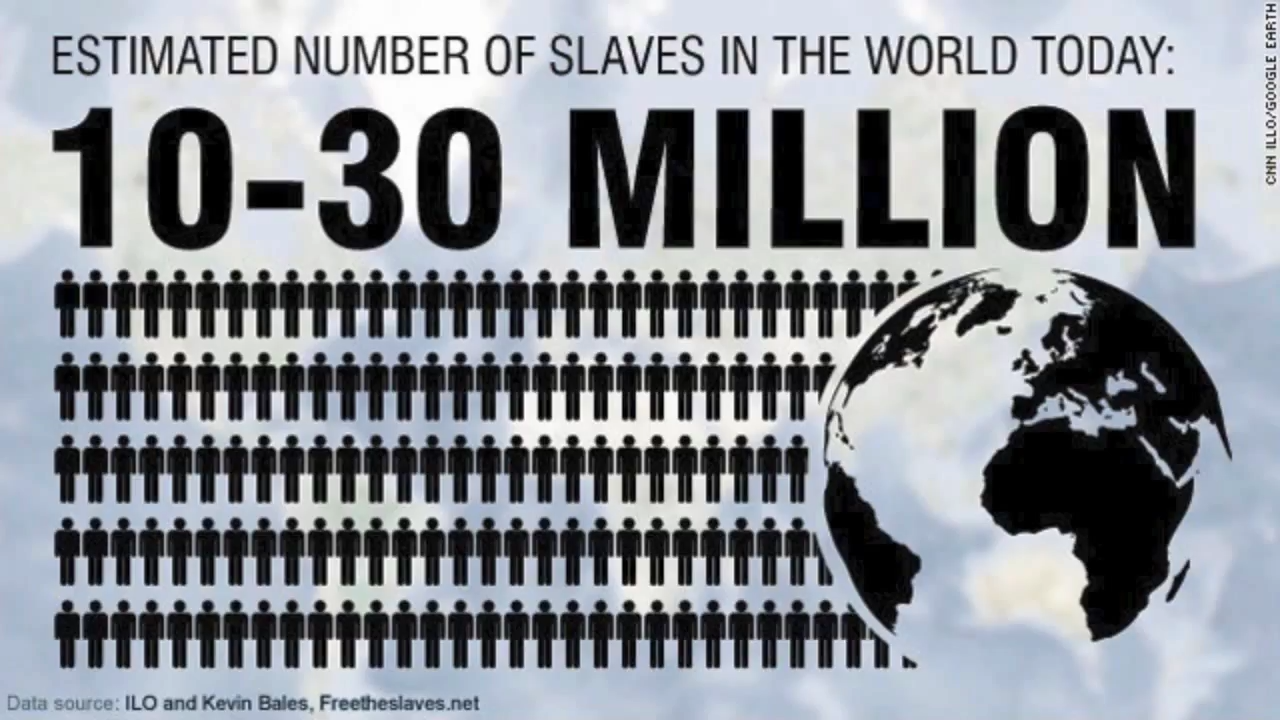 ESTIMATED NUMBER OF SLAVES IN THE WORLD TODAY:
10-30 MILLION
CNN ILLO/GOOGLE EARTH
Data source: ILO and Kevin Bales, Freetheslaves.net